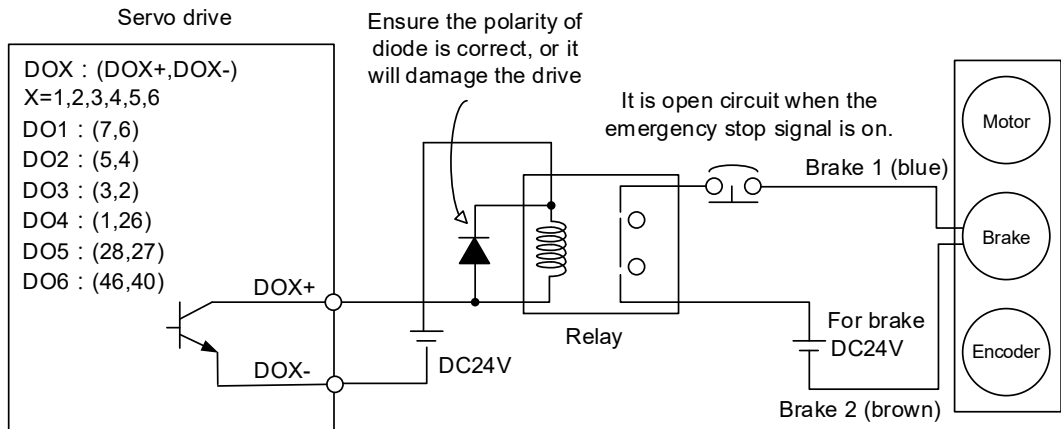 Servo drive
DOX : (DOX+,DOX-)
X=1,2,3,4,5,6
DO1 : (7,6)
DO2 : (5,4)
DO3 : (3,2)
DO4 : (1,26)
DO5 : (28,27)
DO6 : (46,40)
DOX+
DOX-
Ensure the polarity of
diode is correct, or it
will damage the drive
DC24V
Relay
It is open circuit when the
emergency stop signal is on.
Brake 1 (blue)
For brake
DC24V
Brake 2 (brown)
Motor
Brake
Encoder